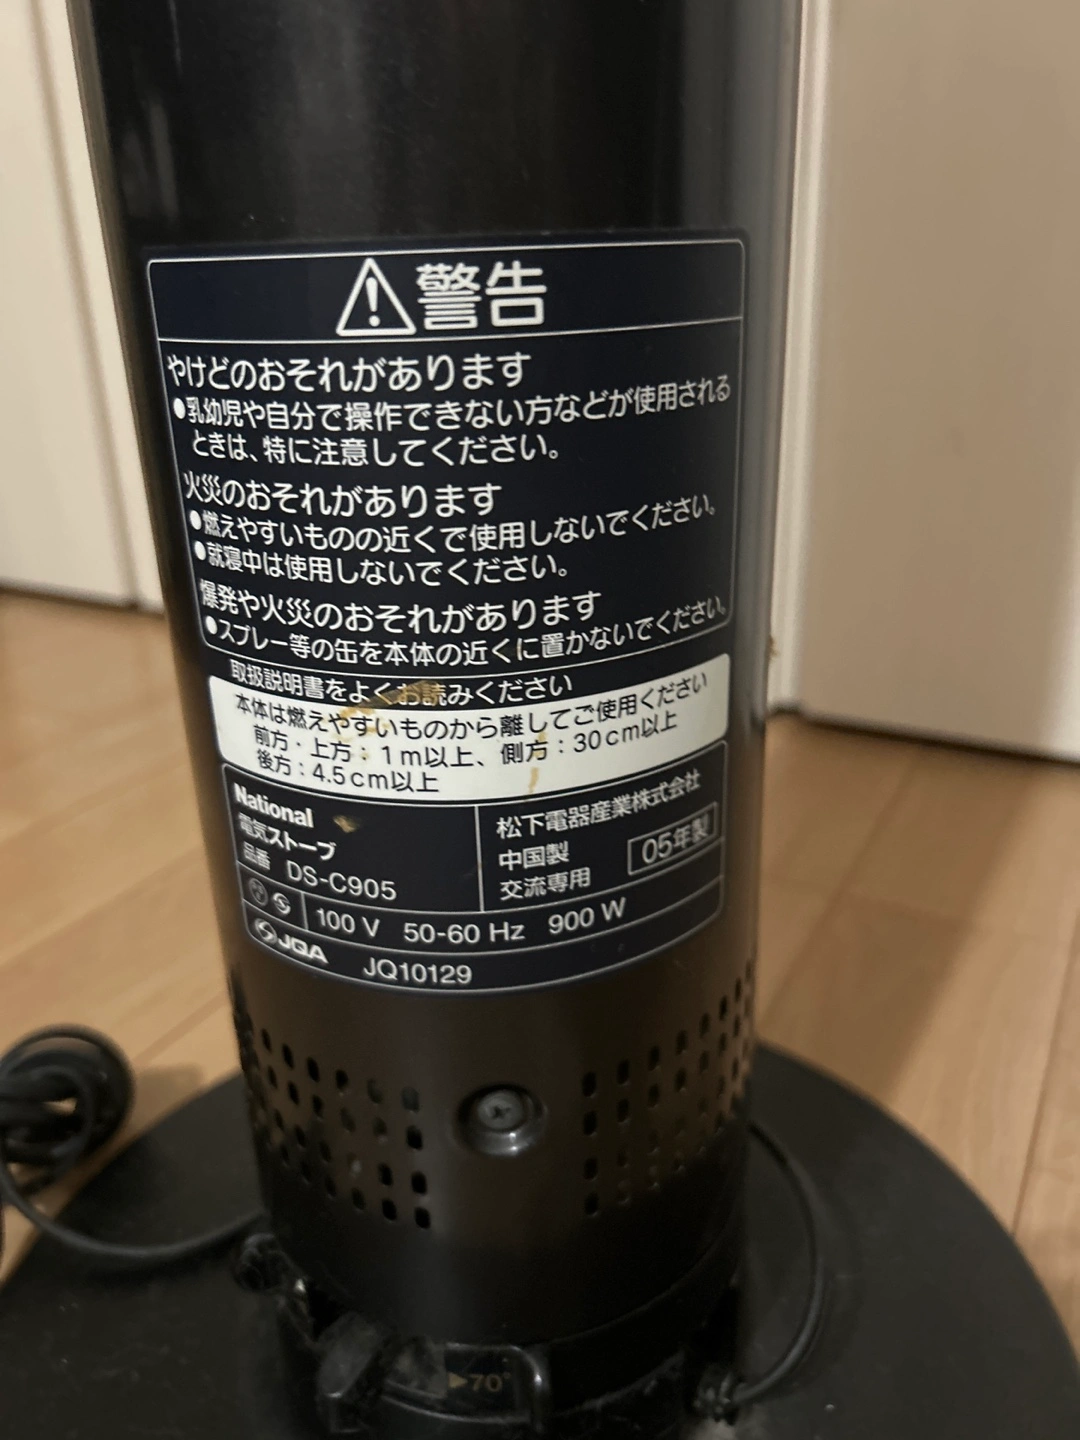 警告
やけどのおそれがあります
●乳幼児や自分で操作できない方などが使用される
ときは、特に注意してください。
火災のおそれがあります
●燃えやすいものの近くで使用しないでください。
●就寝中は使用しないでください。
爆発や火災のおそれがあります
●スプレー等の缶を本体の近くに置かないでください。
取扱説明書をよくお読みください
本体は燃えやすいものから離してご使用ください
前方・上方：1m以上、側方：30cm以上
後方：4.5cm以上
National
電気ストーブ
品番 DS-C905
松下電器産業株式会社
中国製 05年製
交流専用
100 V 50-60 Hz 900 W
JQA JQ10129
▶70°